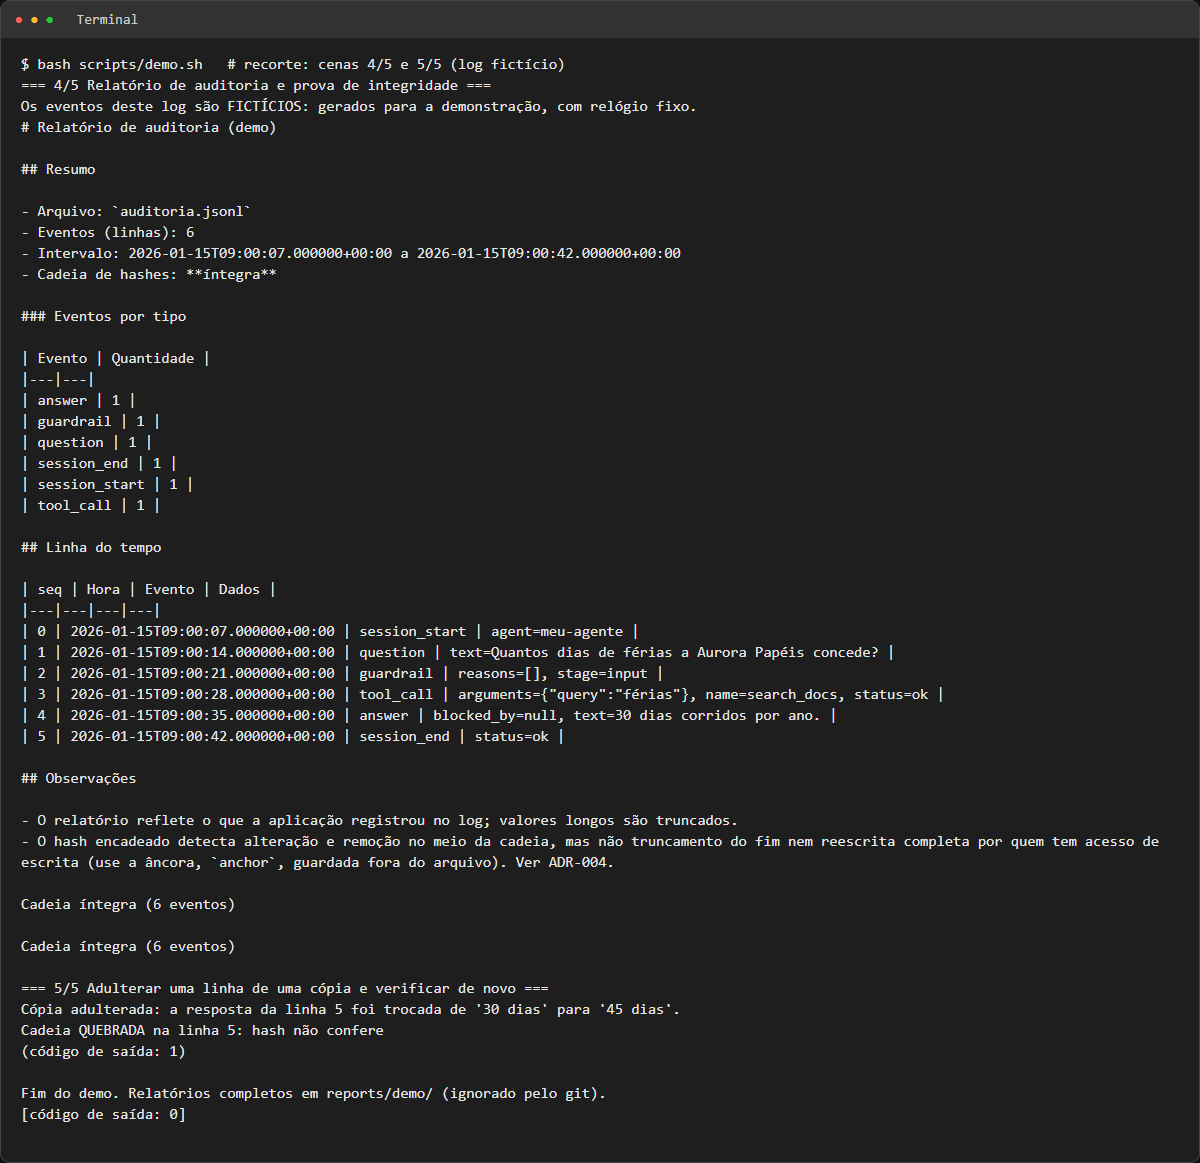 Terminal
$ bash scripts/demo.sh   # recorte: cenas 4/5 e 5/5 (log fictício)
=== 4/5 Relatório de auditoria e prova de integridade ===
Os eventos deste log são FICTÍCIOS: gerados para a demonstração, com relógio fixo.
# Relatório de auditoria (demo)
## Resumo
- Arquivo: `auditoria.jsonl`
- Eventos (linhas): 6
- Intervalo: 2026-01-15T09:00:07.000000+00:00 a 2026-01-15T09:00:42.000000+00:00
- Cadeia de hashes: **íntegra**
### Eventos por tipo
| Evento | Quantidade |
|---|---|
| answer | 1 |
| guardrail | 1 |
| question | 1 |
| session_end | 1 |
| session_start | 1 |
| tool_call | 1 |
## Linha do tempo
| seq | Hora | Evento | Dados |
|---|---|---|---|
| 0 | 2026-01-15T09:00:07.000000+00:00 | session_start | agent=meu-agente |
| 1 | 2026-01-15T09:00:14.000000+00:00 | question | text=Quantos dias de férias a Aurora Papéis concede? |
| 2 | 2026-01-15T09:00:21.000000+00:00 | guardrail | reasons=[], stage=input |
| 3 | 2026-01-15T09:00:28.000000+00:00 | tool_call | arguments={"query":"férias"}, name=search_docs, status=ok |
| 4 | 2026-01-15T09:00:35.000000+00:00 | answer | blocked_by=null, text=30 dias corridos por ano. |
| 5 | 2026-01-15T09:00:42.000000+00:00 | session_end | status=ok |
## Observações
- O relatório reflete o que a aplicação registrou no log; valores longos são truncados.
- O hash encadeado detecta alteração e remoção no meio da cadeia, mas não truncamento do fim nem reescrita completa por quem tem acesso de
escrita (use a âncora, `anchor`, guardada fora do arquivo). Ver ADR-004.
Cadeia íntegra (6 eventos)
Cadeia íntegra (6 eventos)
=== 5/5 Adulterar uma linha de uma cópia e verificar de novo ===
Cópia adulterada: a resposta da linha 5 foi trocada de '30 dias' para '45 dias'.
Cadeia QUEBRADA na linha 5: hash não confere
(código de saída: 1)
Fim do demo. Relatórios completos em reports/demo/ (ignorado pelo git).
[código de saída: 0]